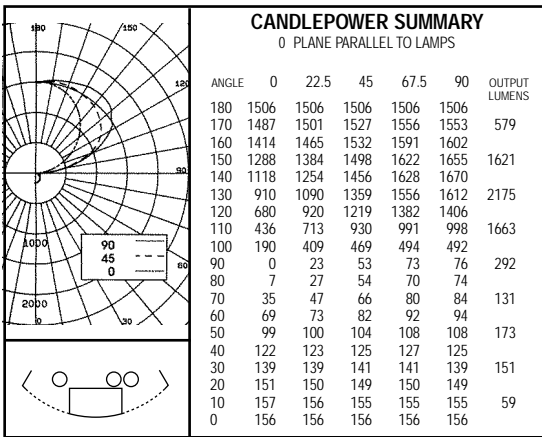 CANDLEPOWER SUMMARY
0 PLANE PARALLEL TO LAMPS
ANGLE 0 22.5 45 67.5 90 OUTPUT LUMENS
180 1506 1506 1506 1506 1506
170 1487 1501 1527 1556 1553 579
160 1414 1465 1532 1591 1602
150 1288 1384 1498 1622 1655 1621
140 1118 1254 1456 1628 1670
130 910 1090 1359 1556 1612 2175
120 680 920 1219 1382 1406
110 436 713 930 991 998 1663
100 190 409 469 494 492
90 0 23 53 73 76 292
80 7 27 54 70 74
70 35 47 66 80 84 131
60 69 73 82 92 94
50 99 100 104 108 108 173
40 122 123 125 127 125
30 139 139 141 141 139 151
20 151 150 149 150 149
10 157 156 155 155 155 59
0 156 156 156 156 156
180 150
120
90
1000
90
45
0
60
2000
0 30